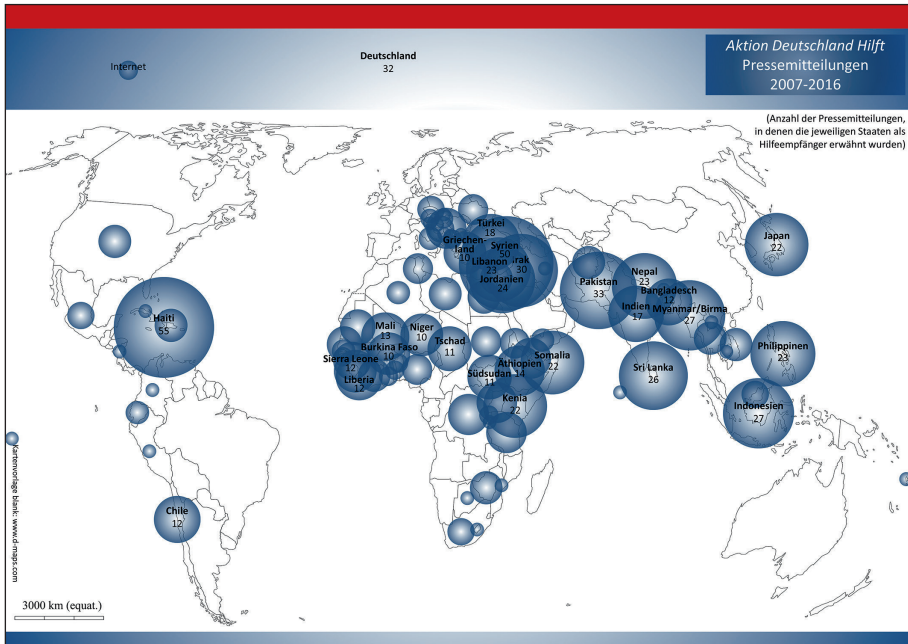 Internet
Deutschland
32
Aktion Deutschland Hilft
Pressemitteilungen
2007-2016
(Anzahl der Pressemitteilungen,
in denen die jeweiligen Staaten als
Hilfeempfänger erwähnt wurden)
Türkei
18
Griechen-
land
10
Syrien
50
Libanon
23
Irak
30
Jordanien
24
Japan
22
Pakistan
33
Nepal
23
Bangladesch
12
Indien
17
Myanmar/Birma
27
Haiti
55
Mali
13
Niger
10
Tschad
11
Burkina Faso
10
Sierra Leone
12
Liberia
12
Somalia
22
Äthiopien
14
Südsudan
11
Kenia
22
Sri Lanka
26
Philippinen
23
Indonesien
27
Chile
12
Kartenvorlage blank: www.d-maps.com
3000 km (equat.)